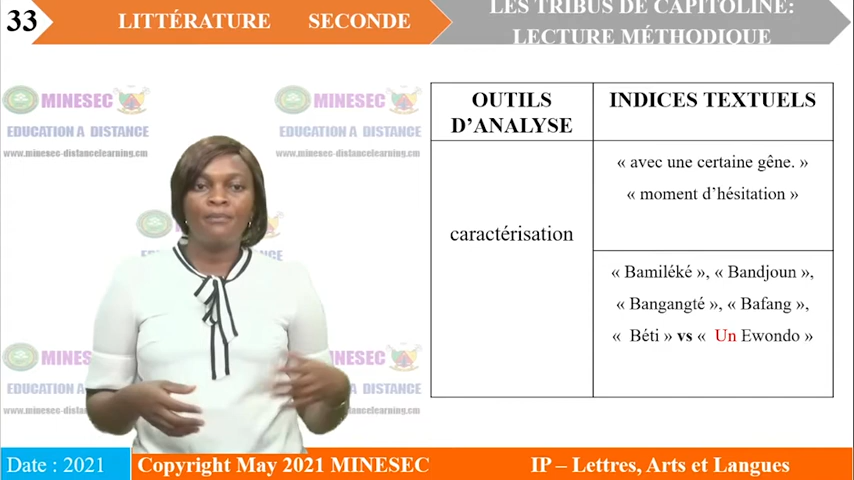 33
LITTÉRATURE SECONDE
LES TRIBUS DE CAPITOLINE:
LECTURE MÉTHODIQUE
MINESEC
EDUCATION A DISTANCE
www.minesec-distancelearning.cm
MINESEC
EDUCATION A DISTANCE
www.minesec-distancelearning.cm
MINESEC
EDUCATION A
www.minesec-dista
NESEC
A DISTANCE
elearning.cm
OUTILS
D’ANALYSE
INDICES TEXTUELS
caractérisation
« avec une certaine gêne. »
« moment d’hésitation »
« Bamiléké », « Bandjoun »,
« Bangangté », « Bafang »,
« Béti » vs « Un Ewondo »
Date : 2021
Copyright May 2021 MINESEC
IP – Lettres, Arts et Langues